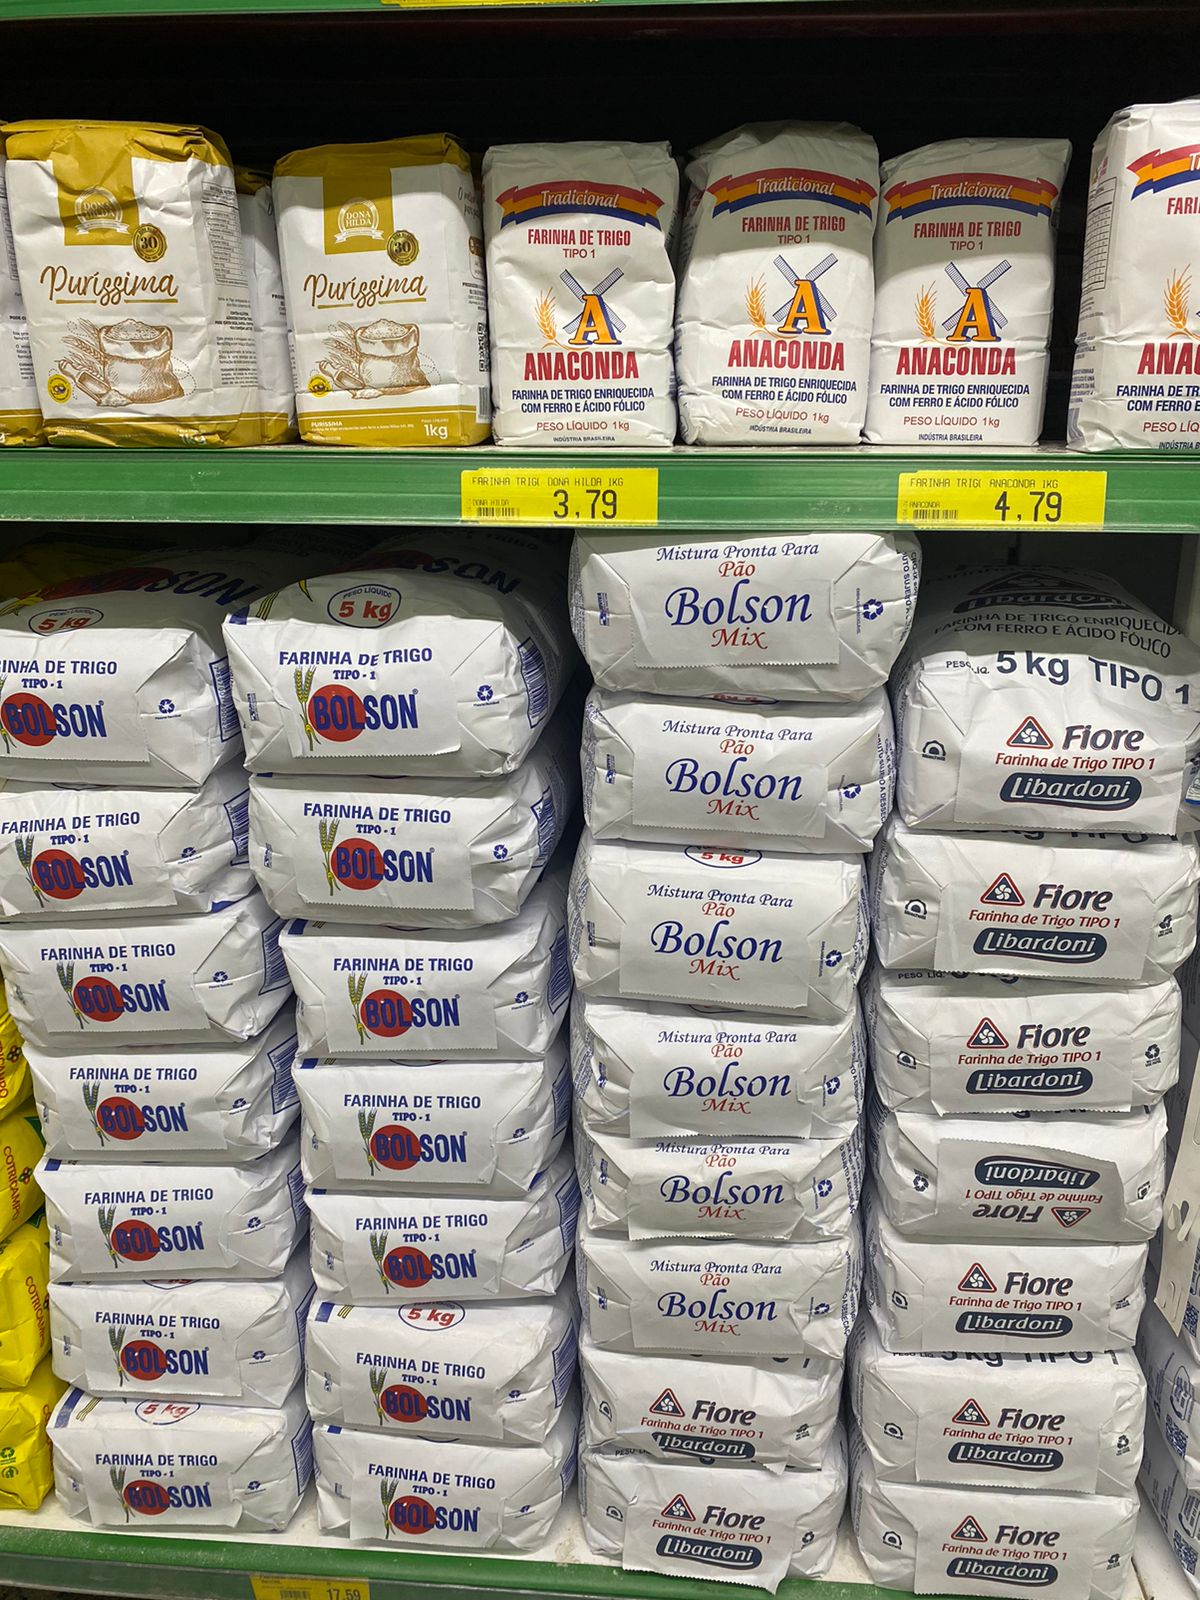 DONA
HILDA
30
Puríssima
1kg
DONA
HILDA
30
Puríssima
PURÍSSIMA
1kg
Tradicional
FARINHA DE TRIGO
TIPO 1
A
ANACONDA
FARINHA DE TRIGO ENRIQUECIDA
COM FERRO E ÁCIDO FÓLICO
PESO LÍQUIDO 1kg
INDÚSTRIA BRASILEIRA
Tradicional
FARINHA DE TRIGO
TIPO 1
A
ANACONDA
FARINHA DE TRIGO ENRIQUECIDA
COM FERRO E ÁCIDO FÓLICO
PESO LÍQUIDO 1kg
INDÚSTRIA BRASILEIRA
Tradicional
FARINHA DE TRIGO
TIPO 1
A
ANACONDA
FARINHA DE TRIGO ENRIQUECIDA
COM FERRO E ÁCIDO FÓLICO
PESO LÍQUIDO 1kg
INDÚSTRIA BRASILEIRA
FARINHA TRIGO DONA HILDA 1KG
DONA HILDA
3,79
FARINHA TRIGO ANACONDA 1KG
ANACONDA
4,79
5 kg
FARINHA DE TRIGO
TIPO - 1
BOLSON
FARINHA DE TRIGO
TIPO - 1
BOLSON
FARINHA DE TRIGO
TIPO - 1
BOLSON
FARINHA DE TRIGO
TIPO - 1
BOLSON
FARINHA DE TRIGO
TIPO - 1
BOLSON
FARINHA DE TRIGO
TIPO - 1
BOLSON
5 kg
FARINHA DE TRIGO
TIPO - 1
BOLSON
PESO LÍQUIDO
5 kg
FARINHA DE TRIGO
TIPO - 1
BOLSON
FARINHA DE TRIGO
TIPO - 1
BOLSON
FARINHA DE TRIGO
TIPO - 1
BOLSON
FARINHA DE TRIGO
TIPO - 1
BOLSON
FARINHA DE TRIGO
TIPO - 1
BOLSON
5 kg
FARINHA DE TRIGO
TIPO - 1
BOLSON
FARINHA DE TRIGO
TIPO - 1
BOLSON
Mistura Pronta Para
Pão
Bolson
Mix
Mistura Pronta Para
Pão
Bolson
Mix
5 kg
Mistura Pronta Para
Pão
Bolson
Mix
Mistura Pronta Para
Pão
Bolson
Mix
Mistura Pronta Para
Pão
Bolson
Mix
Mistura Pronta Para
Pão
Bolson
Mix
Fiore
Farinha de Trigo TIPO 1
Libardoni
Fiore
Farinha de Trigo TIPO 1
Libardoni
Libardoni
FARINHA DE TRIGO ENRIQUECIDA
COM FERRO E ÁCIDO FÓLICO
PESO LIQ. 5 kg TIPO 1
Fiore
Farinha de Trigo TIPO 1
Libardoni
Fiore
Farinha de Trigo TIPO 1
Libardoni
Fiore
Farinha de Trigo TIPO 1
Libardoni
Fiore
Farinha de Trigo TIPO 1
Libardoni
Fiore
Farinha de Trigo TIPO 1
Libardoni
5 kg TIPO 1
Fiore
Farinha de Trigo TIPO 1
Libardoni
Fiore
Farinha de Trigo TIPO 1
Libardoni
COTRICAMPO
COTRICAMPO
COTRICAMPO
17,59